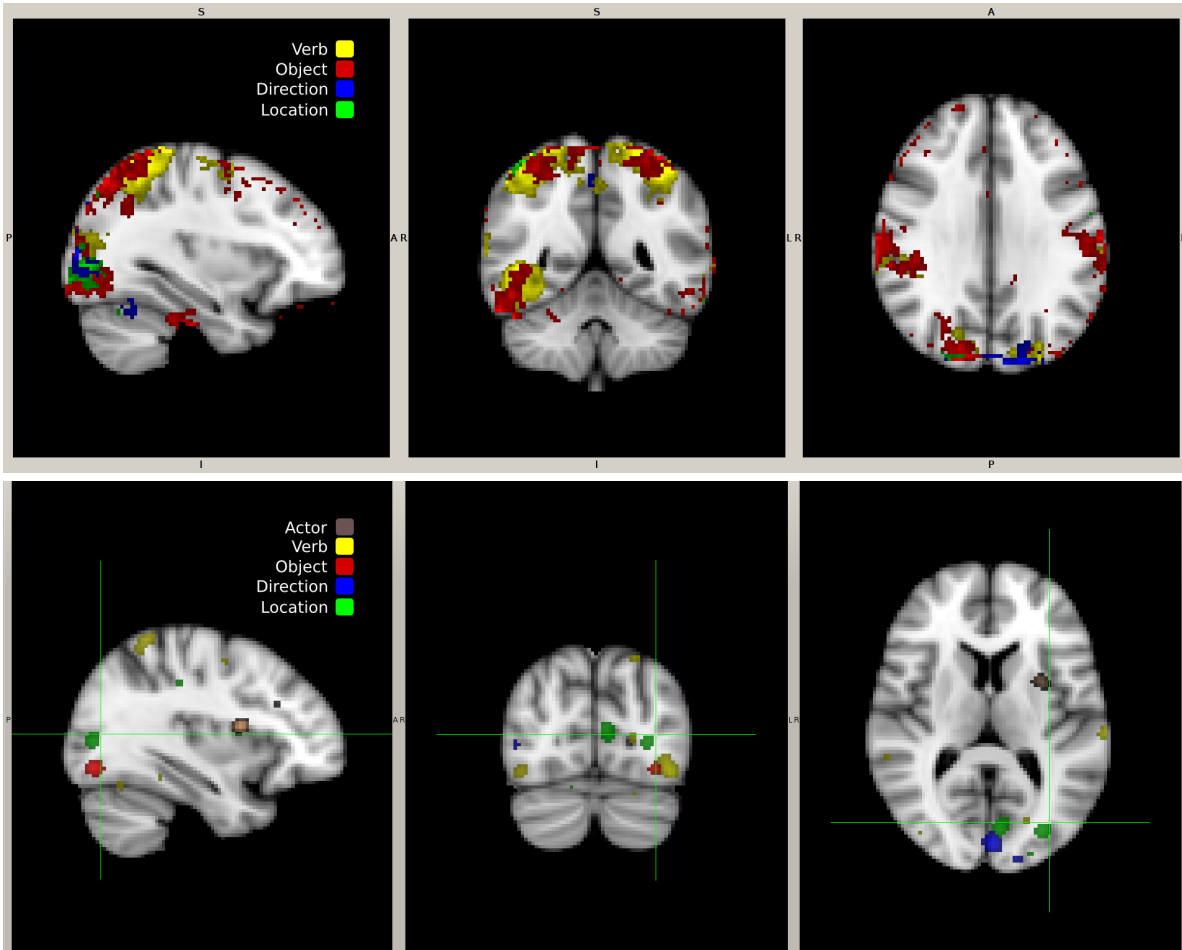 S
S
A
Verb
Object
Direction
Location
P
A R
L R
I
I
P
Actor
Verb
Object
Direction
Location
P
A R
L R